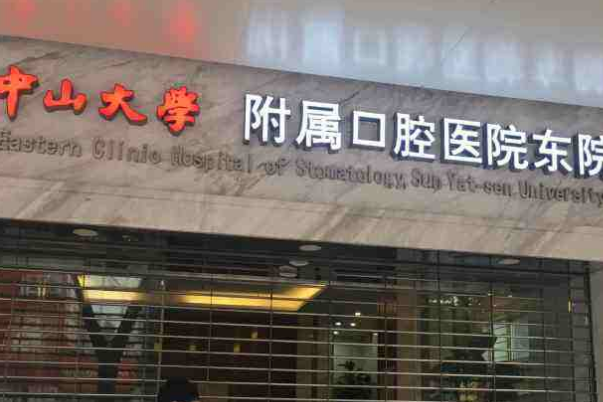 中山大学 附属口腔医院东院
Eastern Clinic Hospital of Stomatology, Sun Yat-sen University